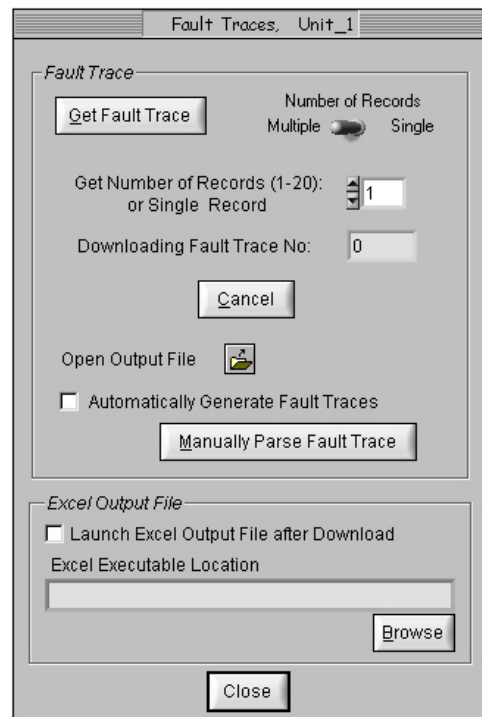 Fault Traces, Unit_1
Fault Trace
Get Fault Trace
Number of Records
Multiple Single
Get Number of Records (1-20):
or Single Record
1
Downloading Fault Trace No:
0
Cancel
Open Output File
Automatically Generate Fault Traces
Manually Parse Fault Trace
Excel Output File
Launch Excel Output File after Download
Excel Executable Location
Browse
Close